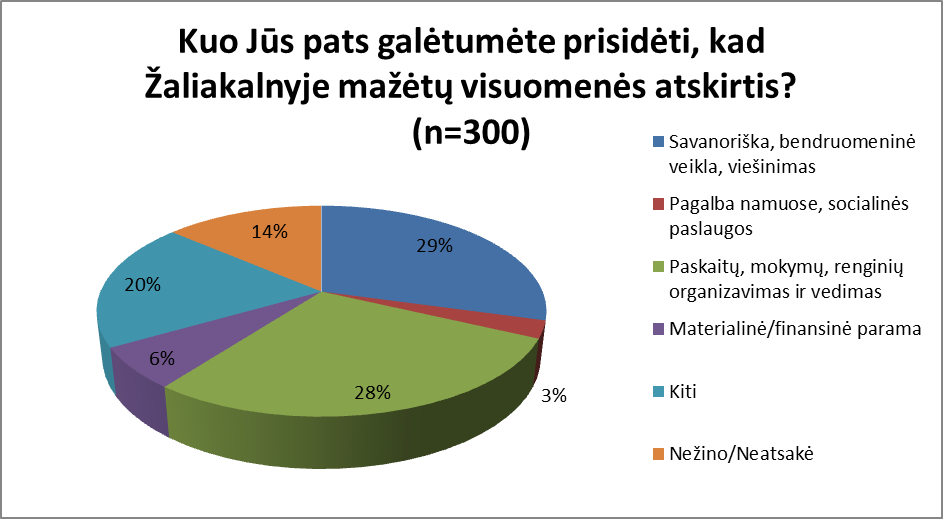 Kuo Jūs pats galėtumėte prisidėti, kad
Žaliakalnyje mažėtų visuomenės atskirtis?
(n=300)
Savanoriška, bendruomeninė
veikla, viešinimas
Pagalba namuose, socialinės
paslaugos
Paskaitų, mokymų, renginių
organizavimas ir vedimas
Materialinė/finansinė parama
Kiti
Nežino/Neatsakė
14%
29%
20%
6%
28%
3%